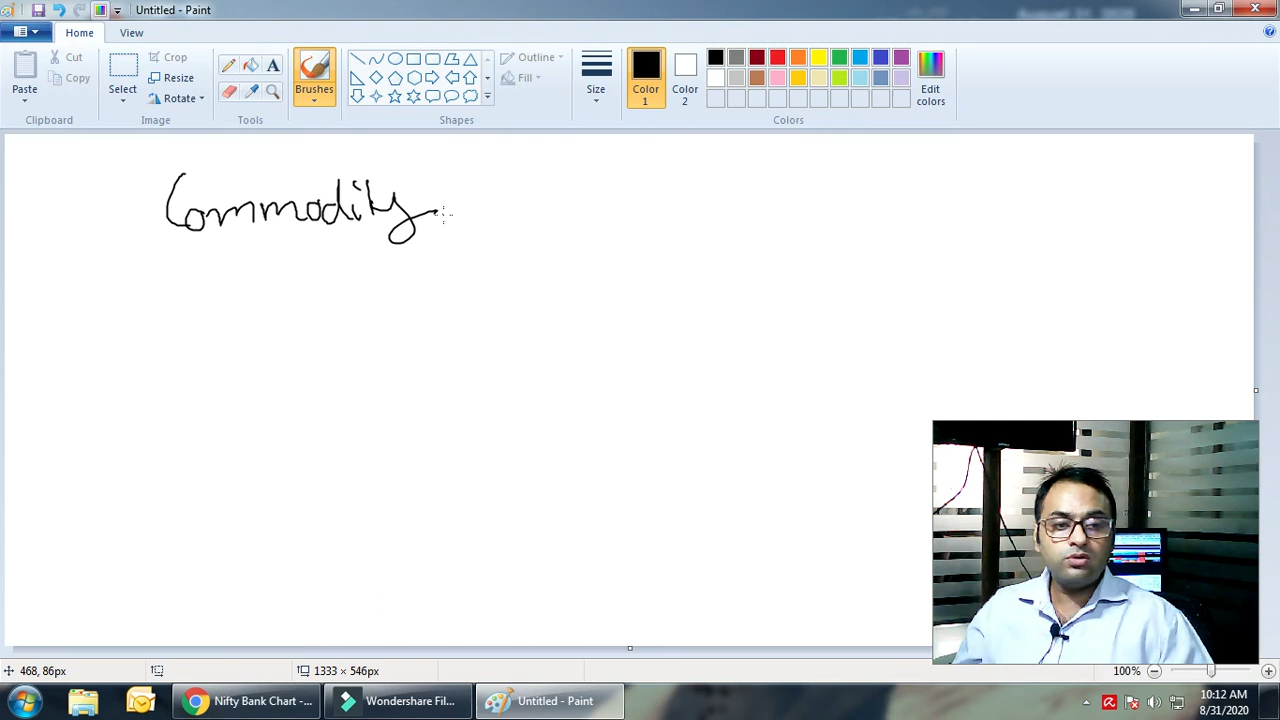 Untitled - Paint
Home
View
Paste
Cut
Copy
Clipboard
Select
Crop
Resize
Rotate
Image
Tools
Brushes
Shapes
Outline
Fill
Size
Color 1
Color 2
Edit colors
Colors
Commodity
468, 86px
1333 × 546px
100%
Nifty Bank Chart -...
Wondershare Fil...
Untitled - Paint
10:12 AM
8/31/2020